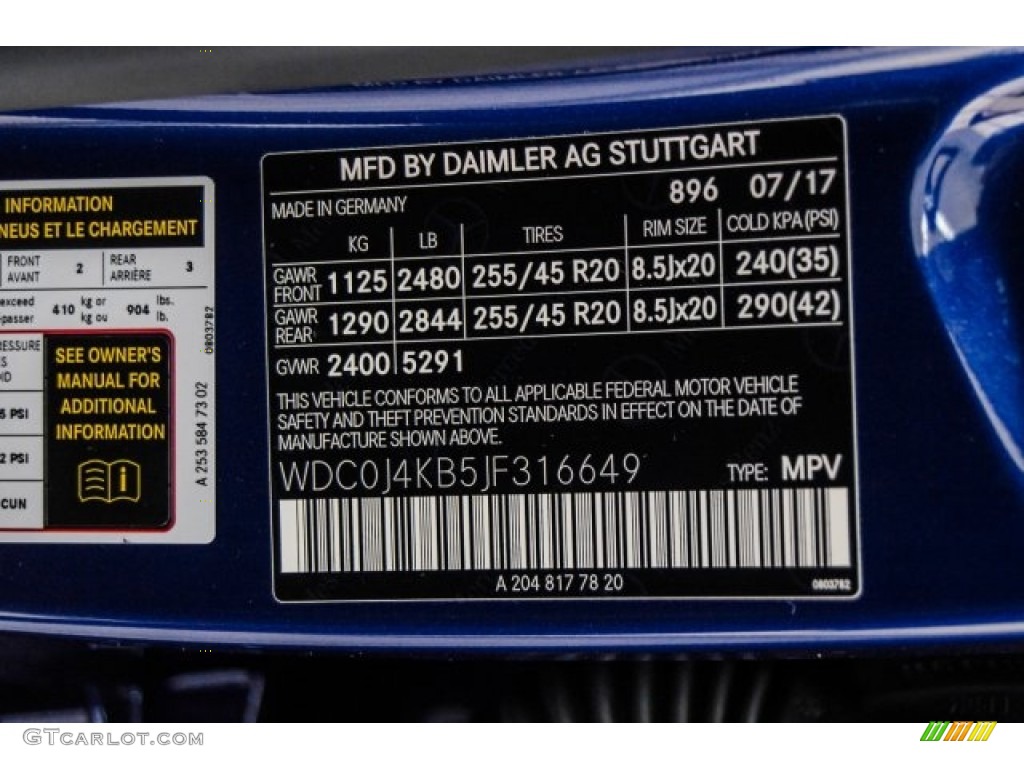 INFORMATION
NEUS ET LE CHARGEMENT
FRONT
AVANT
2
REAR
ARRIÈRE
3
exceed
410
kg or
kg ou
904
lbs.
lb.
SEE OWNER'S
MANUAL FOR
ADDITIONAL
INFORMATION
PSI
2 PSI
CUN
A 253 584 73 02
0803782
MFD BY DAIMLER AG STUTTGART
MADE IN GERMANY 896 07/17
KG LB TIRES RIM SIZE COLD KPA(PSI)
GAWR
FRONT 1125 2480 255/45 R20 8.5Jx20 240(35)
GAWR
REAR 1290 2844 255/45 R20 8.5Jx20 290(42)
GVWR 2400 5291
THIS VEHICLE CONFORMS TO ALL APPLICABLE FEDERAL MOTOR VEHICLE
SAFETY AND THEFT PREVENTION STANDARDS IN EFFECT ON THE DATE OF
MANUFACTURE SHOWN ABOVE.
WDC0J4KB5JF316649 TYPE: MPV
A 204 817 78 20 0803782
GTCarlot.com